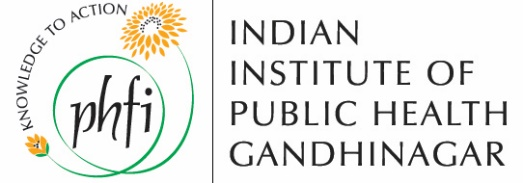 KNOWLEDGE TO ACTION
phfi
INDIAN
INSTITUTE OF
PUBLIC HEALTH
GANDHINAGAR